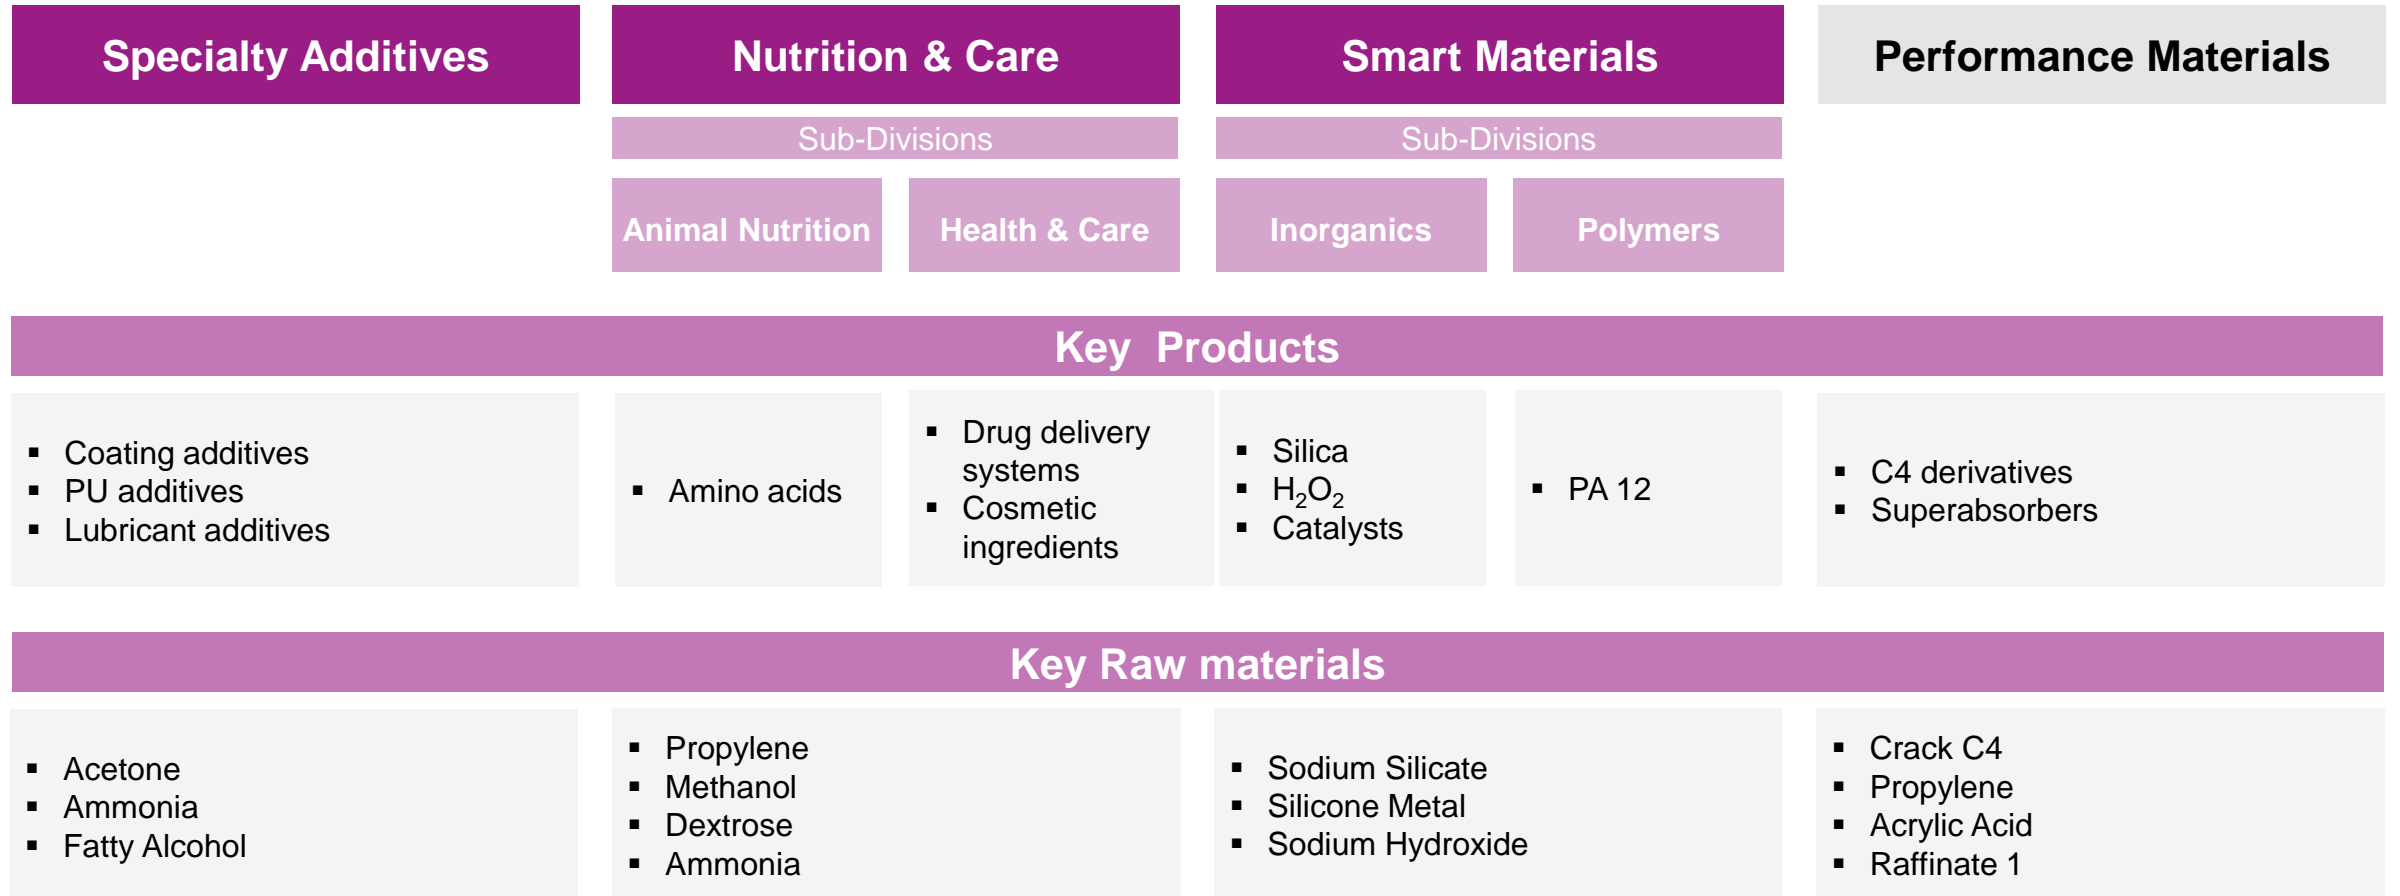 Specialty Additives
Nutrition & Care
Smart Materials
Performance Materials
Sub-Divisions
Sub-Divisions
Animal Nutrition
Health & Care
Inorganics
Polymers
Key Products
▪ Coating additives
▪ PU additives
▪ Lubricant additives
▪ Amino acids
▪ Drug delivery
systems
▪ Cosmetic
ingredients
▪ Silica
▪ H₂O₂
▪ Catalysts
▪ PA 12
▪ C4 derivatives
▪ Superabsorbers
Key Raw materials
▪ Acetone
▪ Ammonia
▪ Fatty Alcohol
▪ Propylene
▪ Methanol
▪ Dextrose
▪ Ammonia
▪ Sodium Silicate
▪ Silicone Metal
▪ Sodium Hydroxide
▪ Crack C4
▪ Propylene
▪ Acrylic Acid
▪ Raffinate 1